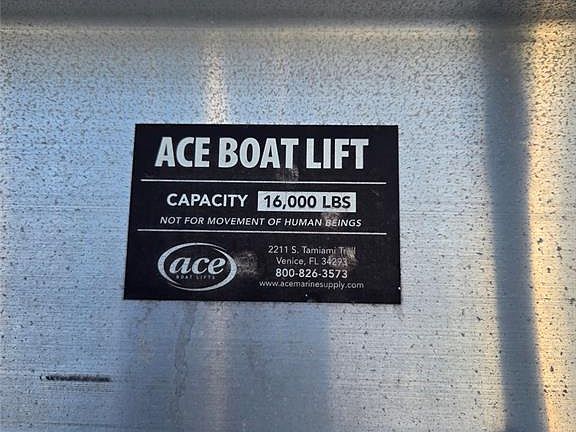 ACE BOAT LIFT
CAPACITY 16,000 LBS
NOT FOR MOVEMENT OF HUMAN BEINGS
ace
BOAT LIFTS
2211 S. Tamiami Trail
Venice, FL 34293
800-826-3573
www.acemarinesupply.com